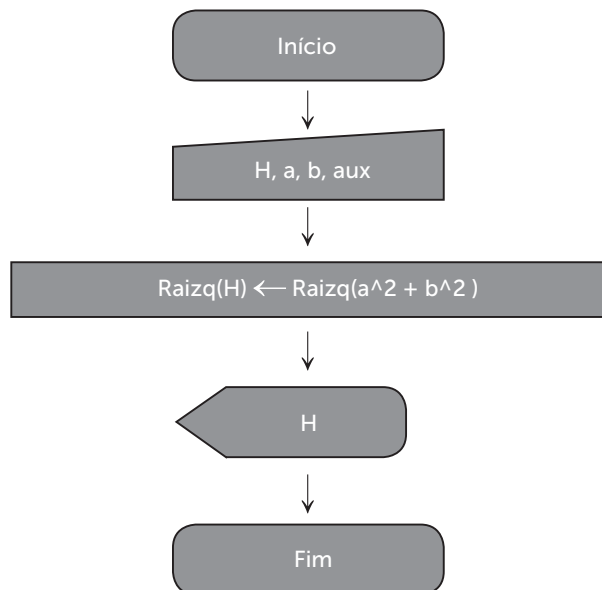 Início
H, a, b, aux
Raizq(H) ← Raizq(a^2 + b^2 )
H
Fim